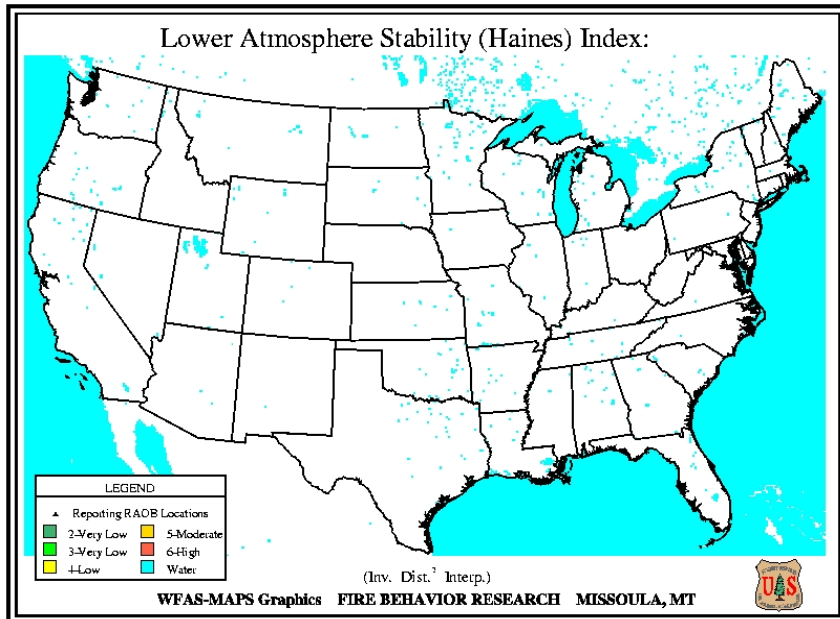 Lower Atmosphere Stability (Haines) Index:
LEGEND
Reporting RAOB Locations
2-Very Low
5-Moderate
3-Very Low
6-High
4-Low
Water
(Inv. Dist.² Interp.)
WFAS-MAPS Graphics FIRE BEHAVIOR RESEARCH MISSOULA, MT
U S